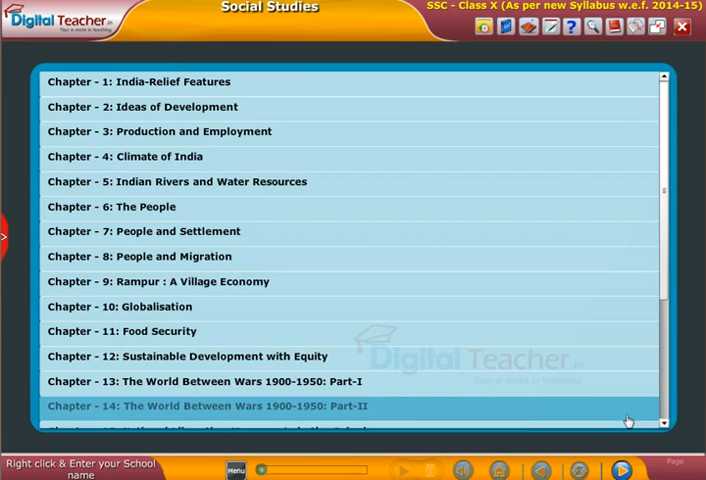 Digital Teacher.in
Your e-mate in teaching
Social Studies
SSC - Class X (As per new Syllabus w.e.f. 2014-15)
Chapter - 1: India-Relief Features
Chapter - 2: Ideas of Development
Chapter - 3: Production and Employment
Chapter - 4: Climate of India
Chapter - 5: Indian Rivers and Water Resources
Chapter - 6: The People
Chapter - 7: People and Settlement
Chapter - 8: People and Migration
Chapter - 9: Rampur : A Village Economy
Chapter - 10: Globalisation
Chapter - 11: Food Security
Chapter - 12: Sustainable Development with Equity
Digital Teacher.in
Your e-mate in teaching
Chapter - 13: The World Between Wars 1900-1950: Part-I
Chapter - 14: The World Between Wars 1900-1950: Part-II
Right click & Enter your School
name
Menu
Page